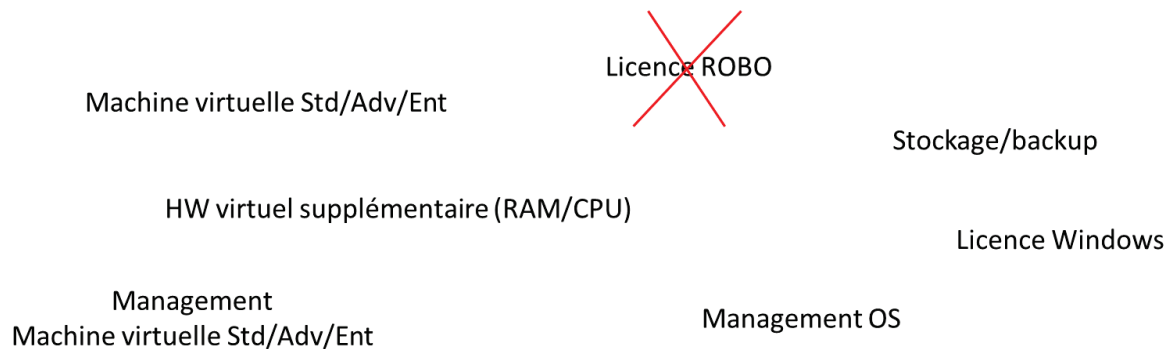 Licence ROBO
Machine virtuelle Std/Adv/Ent
Stockage/backup
HW virtuel supplémentaire (RAM/CPU)
Licence Windows
Management
Machine virtuelle Std/Adv/Ent
Management OS